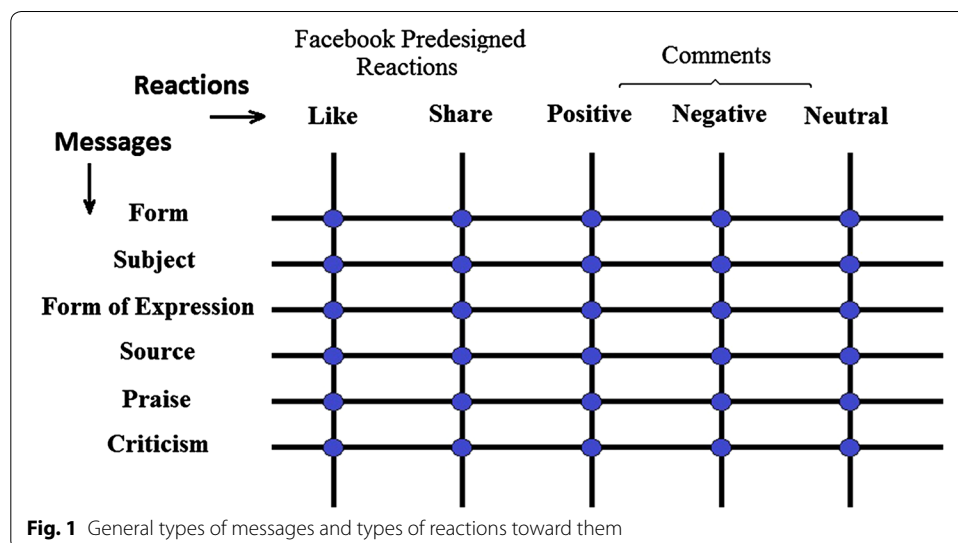 Facebook Predesigned
Reactions
Comments
Reactions
Like Share Positive Negative Neutral
Messages
Form
Subject
Form of Expression
Source
Praise
Criticism
Fig. 1 General types of messages and types of reactions toward them